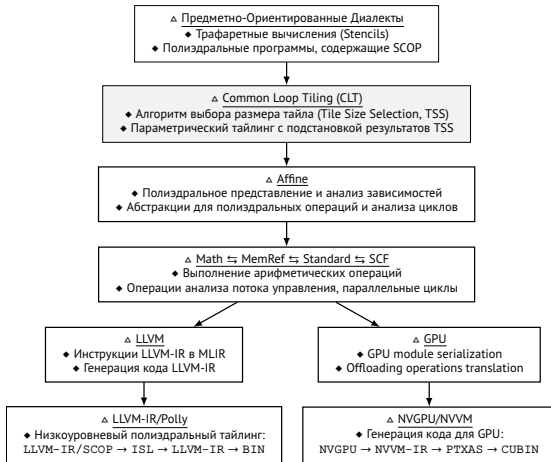 △ Предметно-Ориентированные Диалекты
◆ Трафаретные вычисления (Stencils)
◆ Полиэдральные программы, содержащие SCOP
△ Common Loop Tiling (CLT)
◆ Алгоритм выбора размера тайла (Tile Size Selection, TSS)
◆ Параметрический тайлинг с подстановкой результатов TSS
△ Affine
◆ Полиэдральное представление и анализ зависимостей
◆ Абстракции для полиэдральных операций и анализа циклов
△ Math ⇆ MemRef ⇆ Standard ⇆ SCF
◆ Выполнение арифметических операций
◆ Операции анализа потока управления, параллельные циклы
△ LLVM
◆ Инструкции LLVM-IR в MLIR
◆ Генерация кода LLVM-IR
△ GPU
◆ GPU module serialization
◆ Offloading operations translation
△ LLVM-IR/Polly
◆ Низкоуровневый полиэдральный тайлинг:
LLVM-IR/SCOP → ISL → LLVM-IR → BIN
△ NVGPU/NVVM
◆ Генерация кода для GPU:
NVGPU → NVVM-IR → PTXAS → CUBIN